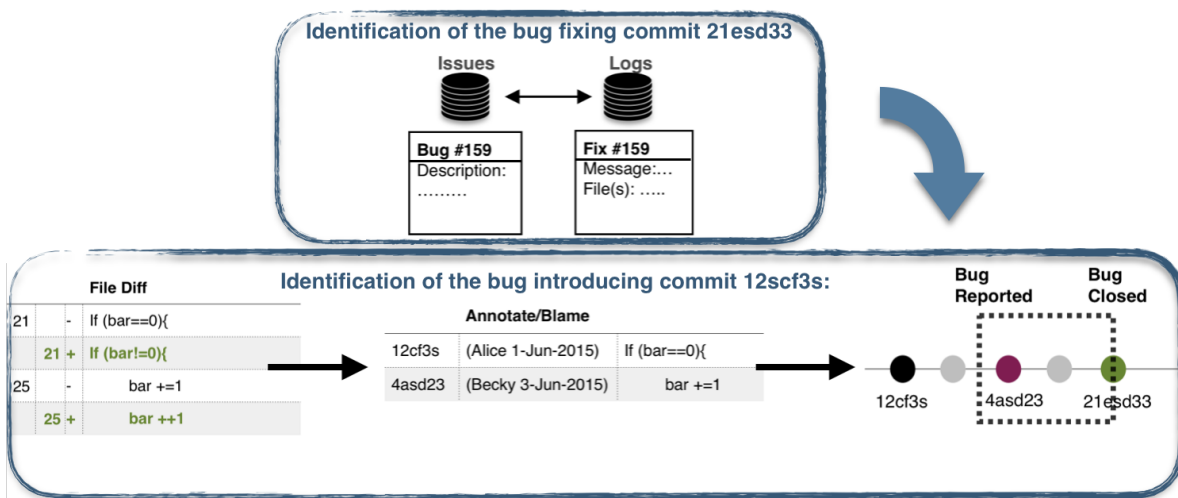 Identification of the bug fixing commit 21esd33
Issues
Logs
Bug #159
Description:
.........
Fix #159
Message:...
File(s): .....
Identification of the bug introducing commit 12scf3s:
File Diff
21 - If (bar==0){
21 + If (bar!=0){
25 - bar +=1
25 + bar ++1
Annotate/Blame
12cf3s (Alice 1-Jun-2015) If (bar==0){
4asd23 (Becky 3-Jun-2015) bar +=1
Bug
Reported
Bug
Closed
12cf3s
4asd23
21esd33